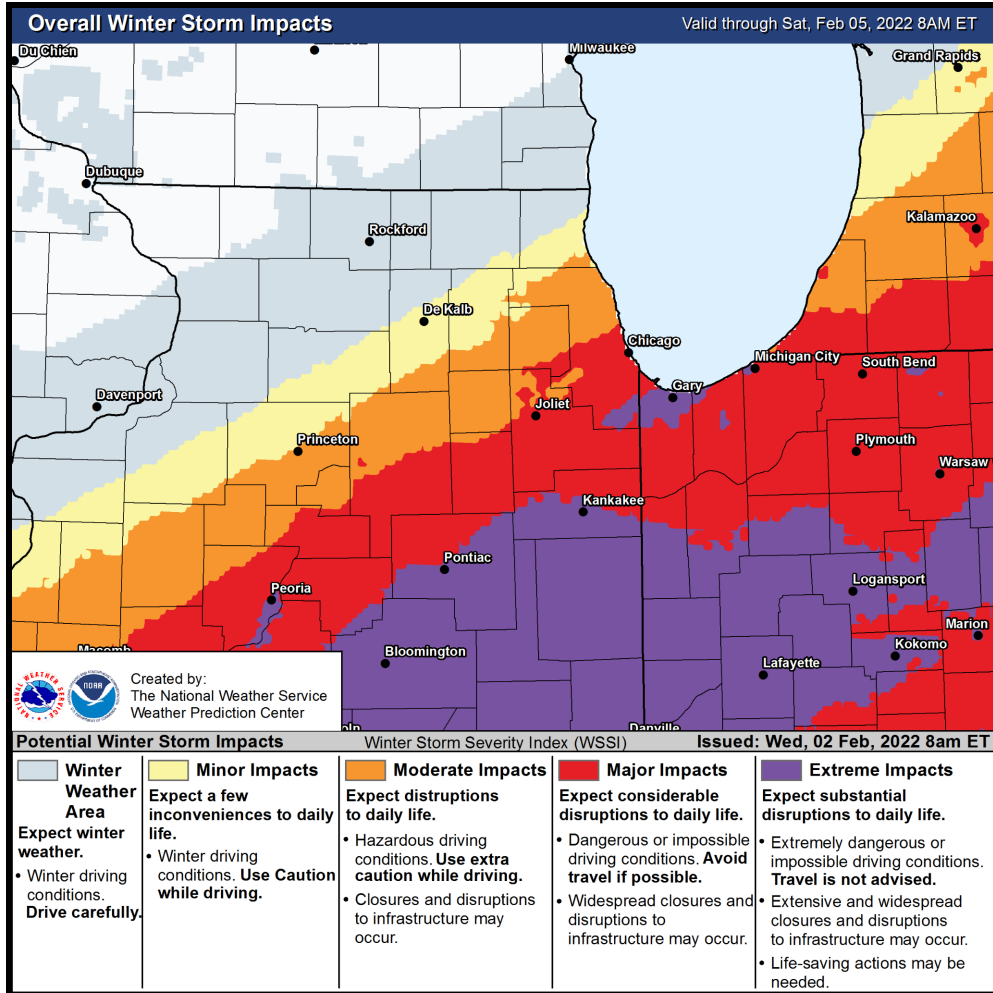 Overall Winter Storm Impacts
Valid through Sat, Feb 05, 2022 8AM ET
Du Chien
Milwaukee
Grand Rapids
Dubuque
Rockford
Kalamazoo
De Kalb
Chicago
Michigan City
South Bend
Davenport
Gary
Joliet
Princeton
Plymouth
Warsaw
Kankakee
Pontiac
Peoria
Logansport
Marion
Macomb
Bloomington
Kokomo
Lafayette
Danville
NATIONAL WEATHER SERVICE
NOAA
Created by:
The National Weather Service
Weather Prediction Center
Potential Winter Storm Impacts
Winter Storm Severity Index (WSSI)
Issued: Wed, 02 Feb, 2022 8am ET
Winter
Weather
Area
Expect winter
weather.
• Winter driving
conditions.
Drive carefully.
Minor Impacts
Expect a few
inconveniences to daily
life.
• Winter driving
conditions. Use Caution
while driving.
Moderate Impacts
Expect distruptions
to daily life.
• Hazardous driving
conditions. Use extra
caution while driving.
• Closures and disruptions
to infrastructure may
occur.
Major Impacts
Expect considerable
disruptions to daily life.
• Dangerous or impossible
driving conditions. Avoid
travel if possible.
• Widespread closures and
disruptions to
infrastructure may occur.
Extreme Impacts
Expect substantial
disruptions to daily life.
• Extremely dangerous or
impossible driving conditions.
Travel is not advised.
• Extensive and widespread
closures and disruptions
to infrastructure may occur.
• Life-saving actions may be
needed.